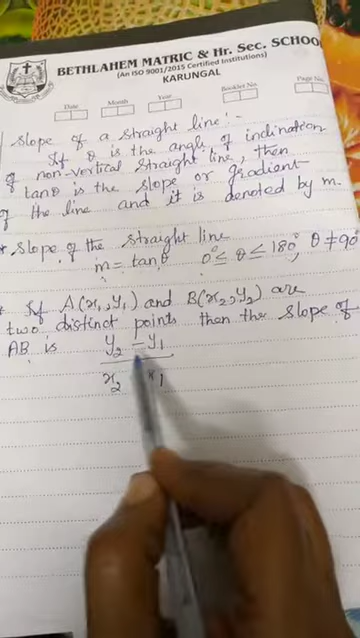 BETHLAHEM MATRIC & Hr. Sec. SCHOO
(An ISO 9001/2015 Certified Institutions)
KARUNGAL
Date Month Year Booklet No. Page No.
Slope of a straight line:-
If θ is the angle of inclination
of non-vertical straight line, then
tanθ is the slope or gradient
of the line and it is denoted by m.
* Slope of the straight line
m = tanθ 0° ≤ θ ≤ 180°, θ ≠ 90°
* If A(x₁, y₁) and B(x₂, y₂) are
two distinct points then the slope of
AB is y₂ - y₁
x₂ x₁